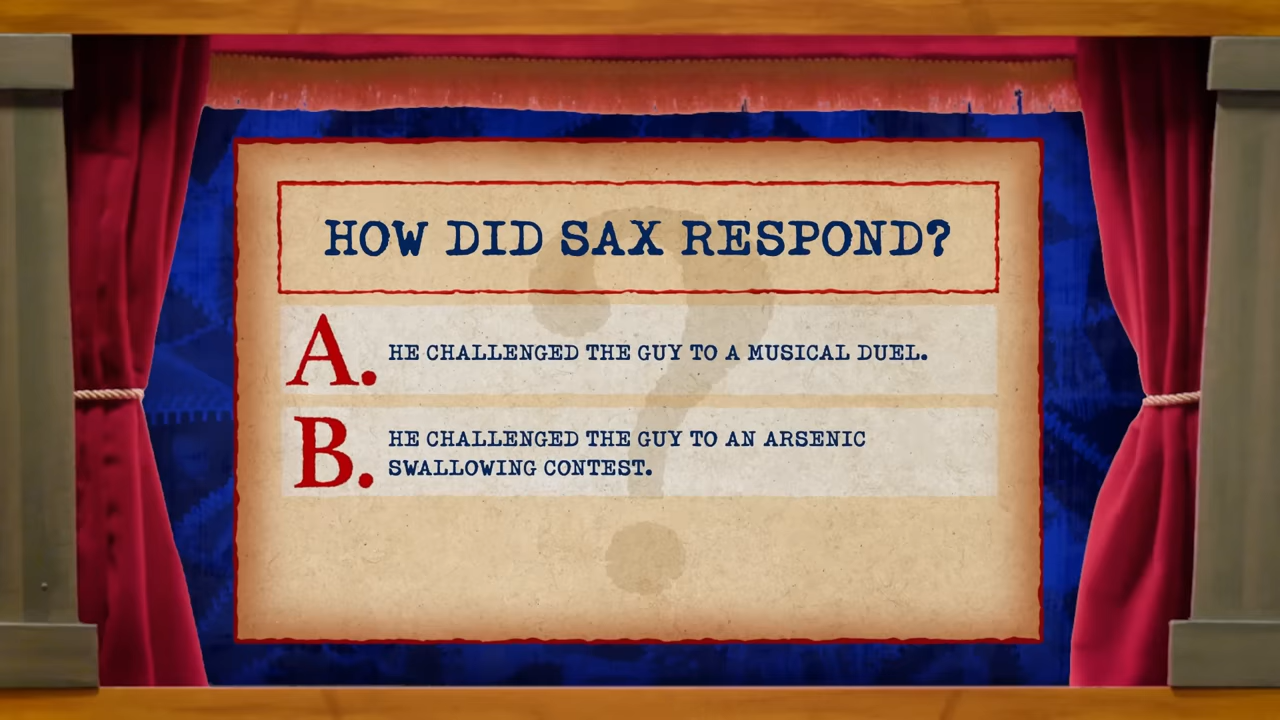 HOW DID SAX RESPOND?
A. HE CHALLENGED THE GUY TO A MUSICAL DUEL.
B. HE CHALLENGED THE GUY TO AN ARSENIC
SWALLOWING CONTEST.